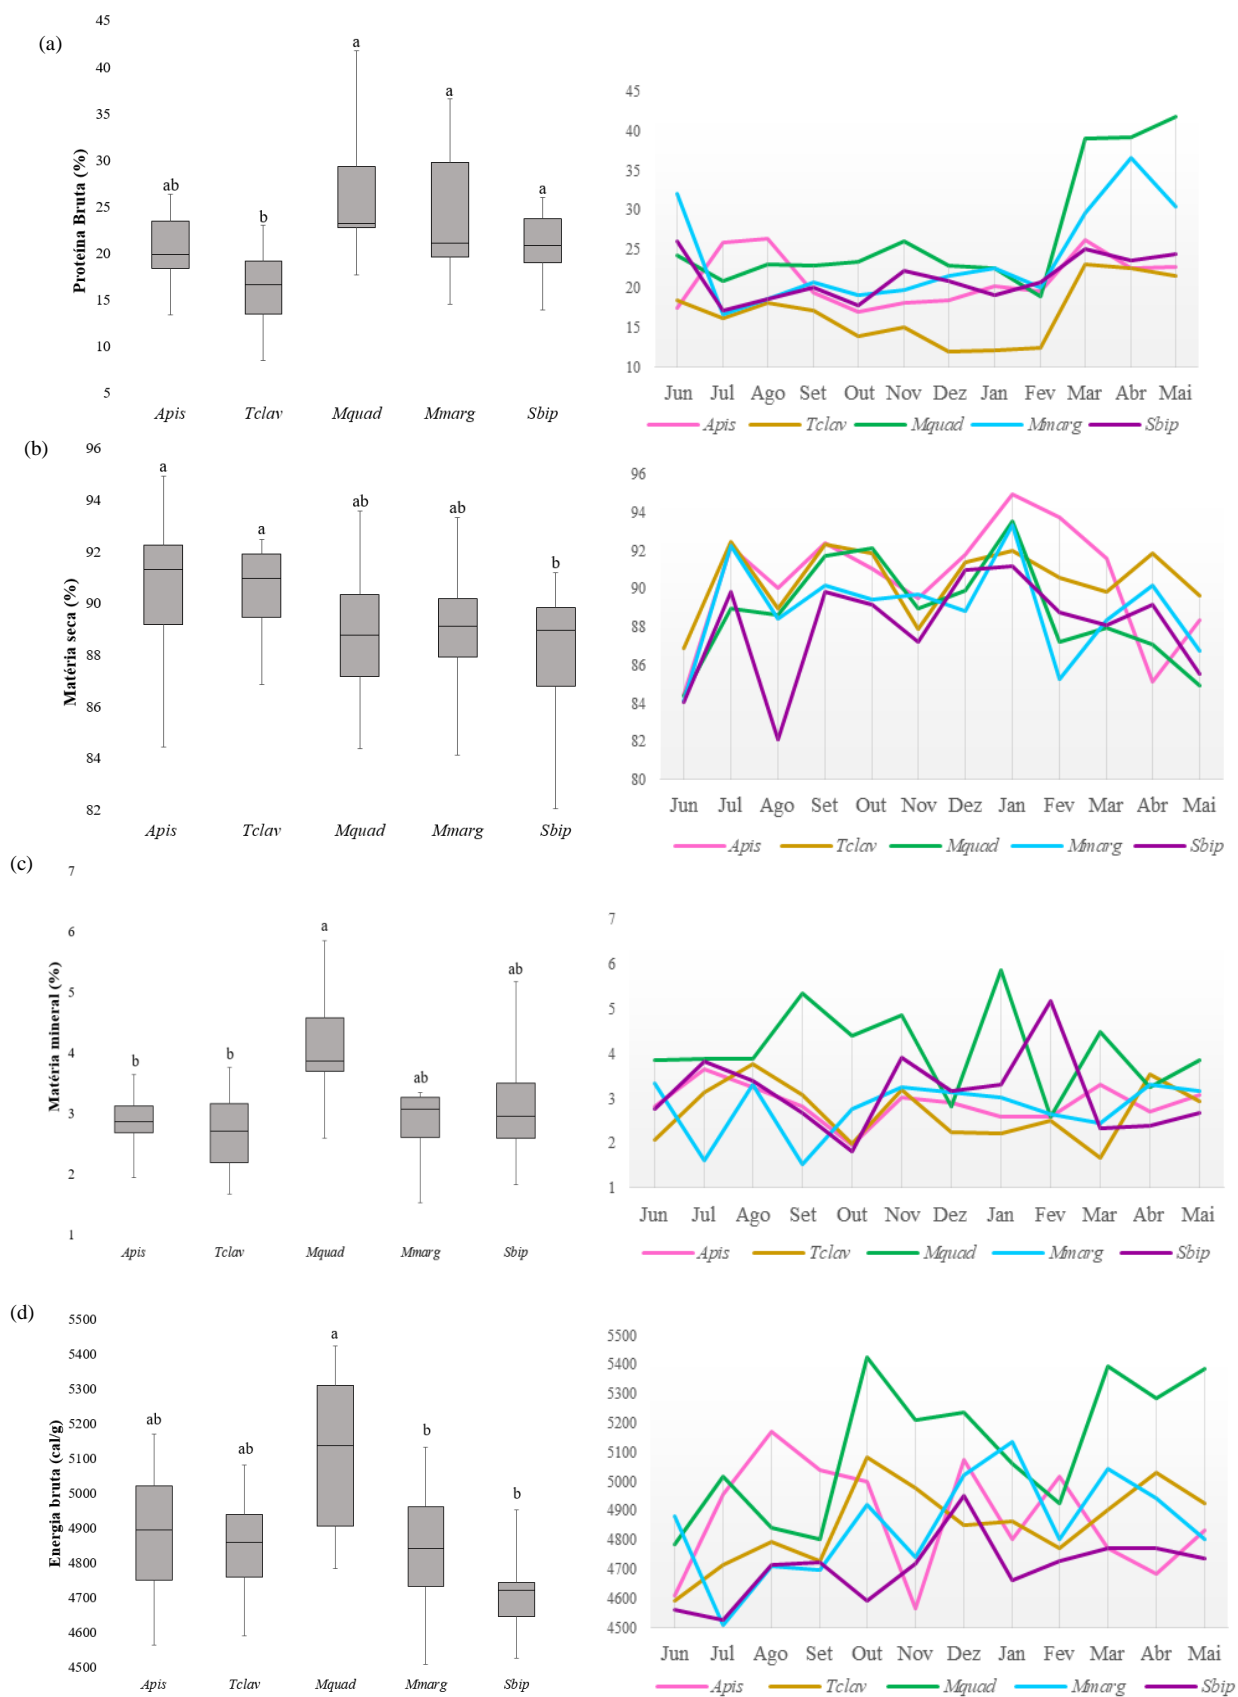 (a)
Proteína Bruta (%)
45
40
35
30
25
20
15
10
5
ab
b
a
a
a
Apis Tclav Mquad Mmarg Sbip
45
40
35
30
25
20
15
10
Jun Jul Ago Set Out Nov Dez Jan Fev Mar Abr Mai
Apis Tclav Mquad Mmarg Sbip
(b)
Matéria seca (%)
96
94
92
90
88
86
84
82
a
a
ab
ab
b
Apis Tclav Mquad Mmarg Sbip
96
94
92
90
88
86
84
82
80
Jun Jul Ago Set Out Nov Dez Jan Fev Mar Abr Mai
Apis Tclav Mquad Mmarg Sbip
(c)
Matéria mineral (%)
7
6
5
4
3
2
1
b
b
a
ab
ab
Apis Tclav Mquad Mmarg Sbip
7
6
5
4
3
2
1
Jun Jul Ago Set Out Nov Dez Jan Fev Mar Abr Mai
Apis Tclav Mquad Mmarg Sbip
(d)
Energia bruta (cal/g)
5500
5400
5300
5200
5100
5000
4900
4800
4700
4600
4500
ab
ab
a
b
b
Apis Tclav Mquad Mmarg Sbip
5500
5400
5300
5200
5100
5000
4900
4800
4700
4600
4500
Jun Jul Ago Set Out Nov Dez Jan Fev Mar Abr Mai
Apis Tclav Mquad Mmarg Sbip